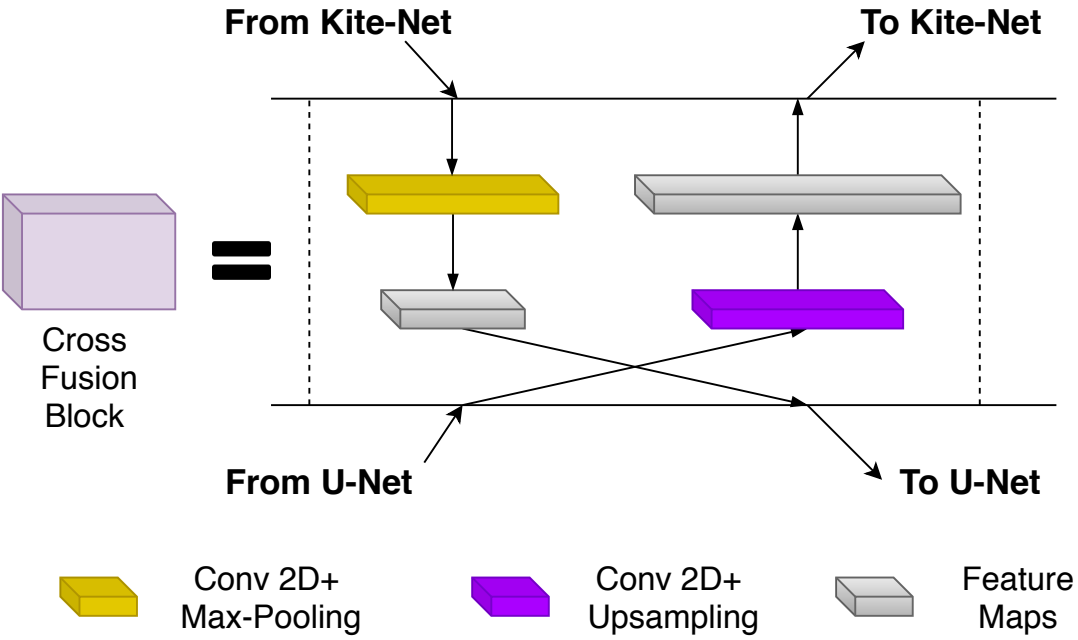 From Kite-Net
To Kite-Net
Cross
Fusion
Block
From U-Net
To U-Net
Conv 2D+
Max-Pooling
Conv 2D+
Upsampling
Feature
Maps